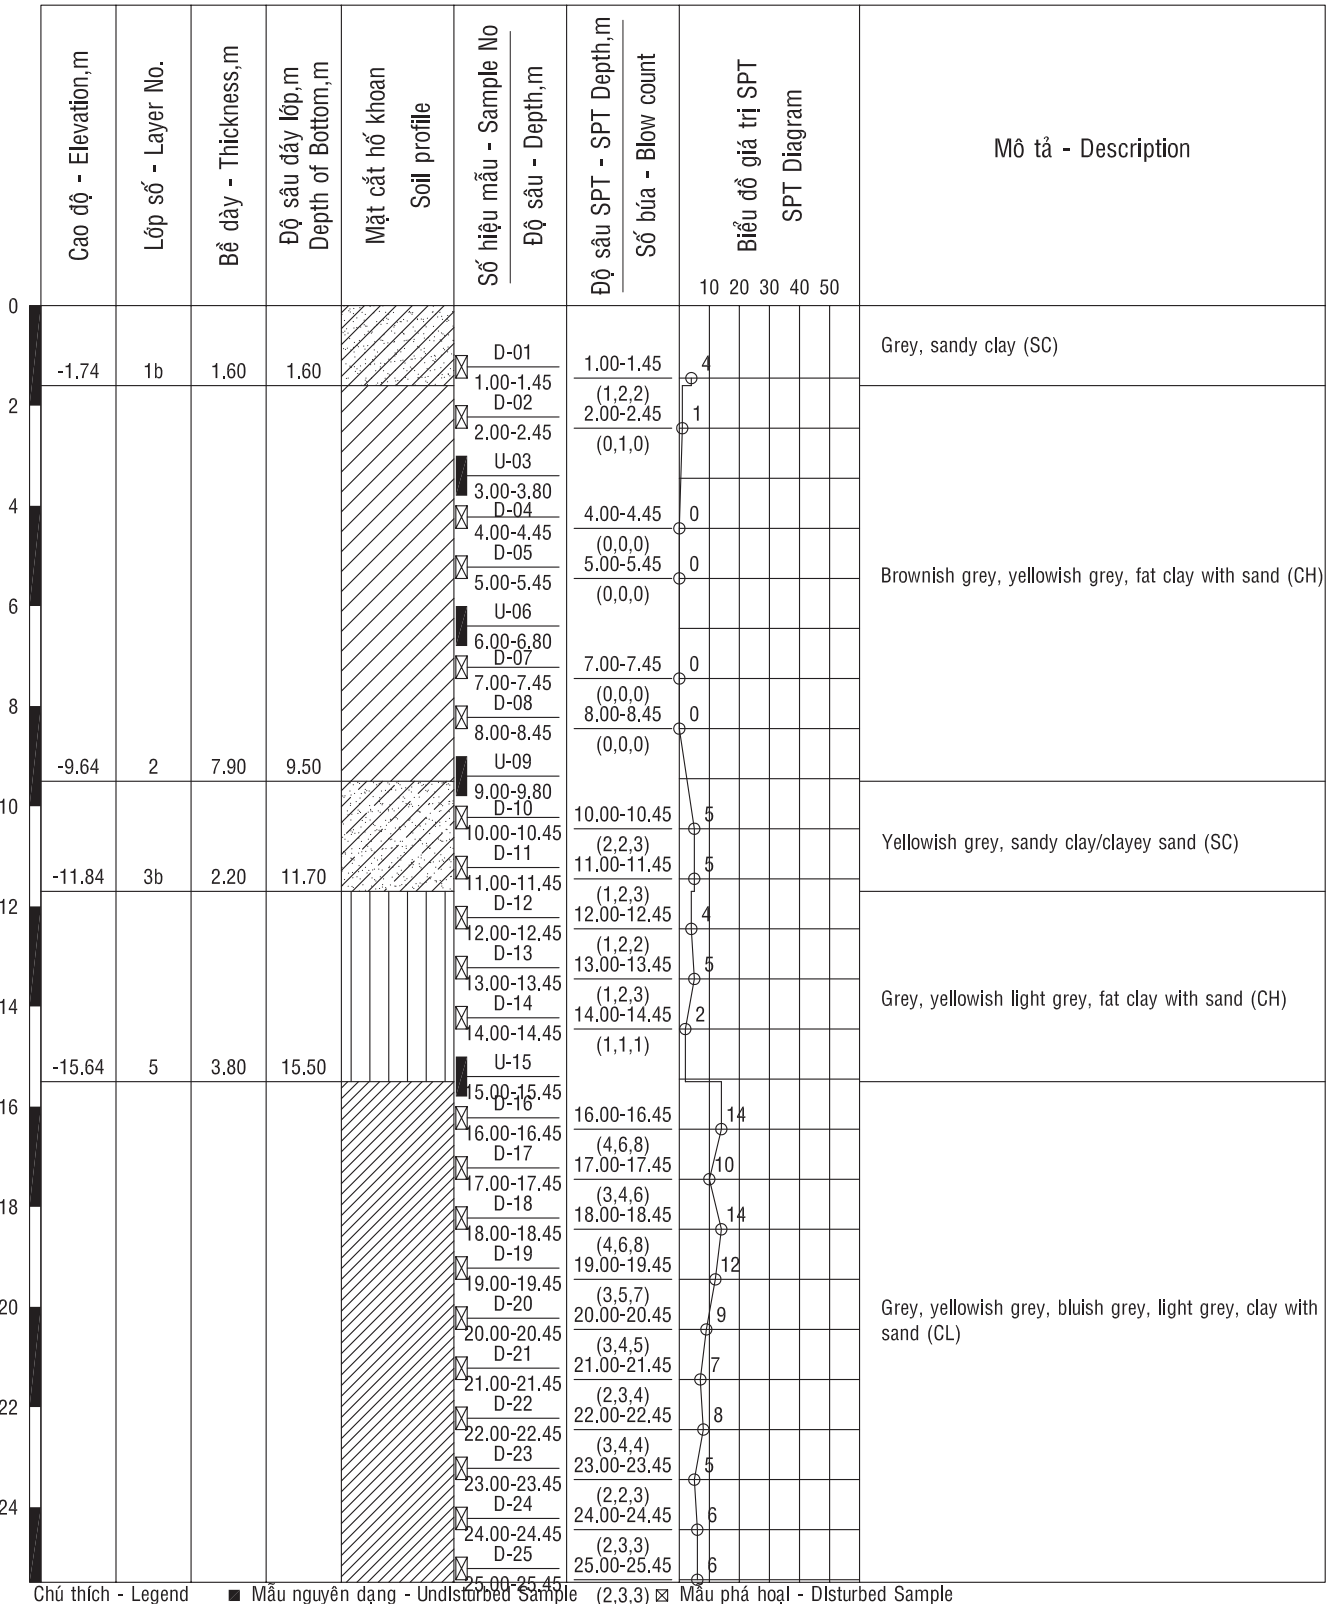 Cao độ - Elevation,m
Lớp số - Layer No.
Bề dày - Thickness,m
Độ sâu đáy lớp,m
Depth of Bottom,m
Mặt cắt hố khoan
Soil profile
Số hiệu mẫu - Sample No
Độ sâu - Depth,m
Độ sâu SPT - SPT Depth,m
Số búa - Blow count
Biểu đồ giá trị SPT
SPT Diagram
Mô tả - Description
10 20 30 40 50
0
D-01
1.00-1.45
4
Grey, sandy clay (SC)
-1.74 1b 1.60 1.60
1.00-1.45
(1,2,2)
2
D-02
2.00-2.45
1
2.00-2.45
(0,1,0)
U-03
3.00-3.80
4
D-04
4.00-4.45
0
4.00-4.45
(0,0,0)
D-05
5.00-5.45
0
5.00-5.45
(0,0,0)
Brownish grey, yellowish grey, fat clay with sand (CH)
6
U-06
6.00-6.80
D-07
7.00-7.45
0
7.00-7.45
(0,0,0)
8
D-08
8.00-8.45
0
8.00-8.45
(0,0,0)
-9.64 2 7.90 9.50
U-09
9.00-9.80
10
D-10
10.00-10.45
5
10.00-10.45
(2,2,3)
Yellowish grey, sandy clay/clayey sand (SC)
D-11
11.00-11.45
5
-11.84 3b 2.20 11.70
11.00-11.45
(1,2,3)
12
D-12
12.00-12.45
4
12.00-12.45
(1,2,2)
D-13
13.00-13.45
5
13.00-13.45
(1,2,3)
Grey, yellowish light grey, fat clay with sand (CH)
14
D-14
14.00-14.45
2
14.00-14.45
(1,1,1)
-15.64 5 3.80 15.50
U-15
15.00-15.45
16
D-16
16.00-16.45
14
16.00-16.45
(4,6,8)
D-17
17.00-17.45
10
17.00-17.45
(3,4,6)
18
D-18
18.00-18.45
14
18.00-18.45
(4,6,8)
D-19
19.00-19.45
12
19.00-19.45
(3,5,7)
20
D-20
20.00-20.45
9
Grey, yellowish grey, bluish grey, light grey, clay with
sand (CL)
20.00-20.45
(3,4,5)
D-21
21.00-21.45
7
21.00-21.45
(2,3,4)
22
D-22
22.00-22.45
8
22.00-22.45
(3,4,4)
D-23
23.00-23.45
5
23.00-23.45
(2,2,3)
24
D-24
24.00-24.45
6
24.00-24.45
(2,3,3)
D-25
25.00-25.45
6
25.00-25.45
(2,3,3)
Chú thích - Legend
Mẫu nguyên dạng - Undisturbed Sample
Mẫu phá hoại - Disturbed Sample